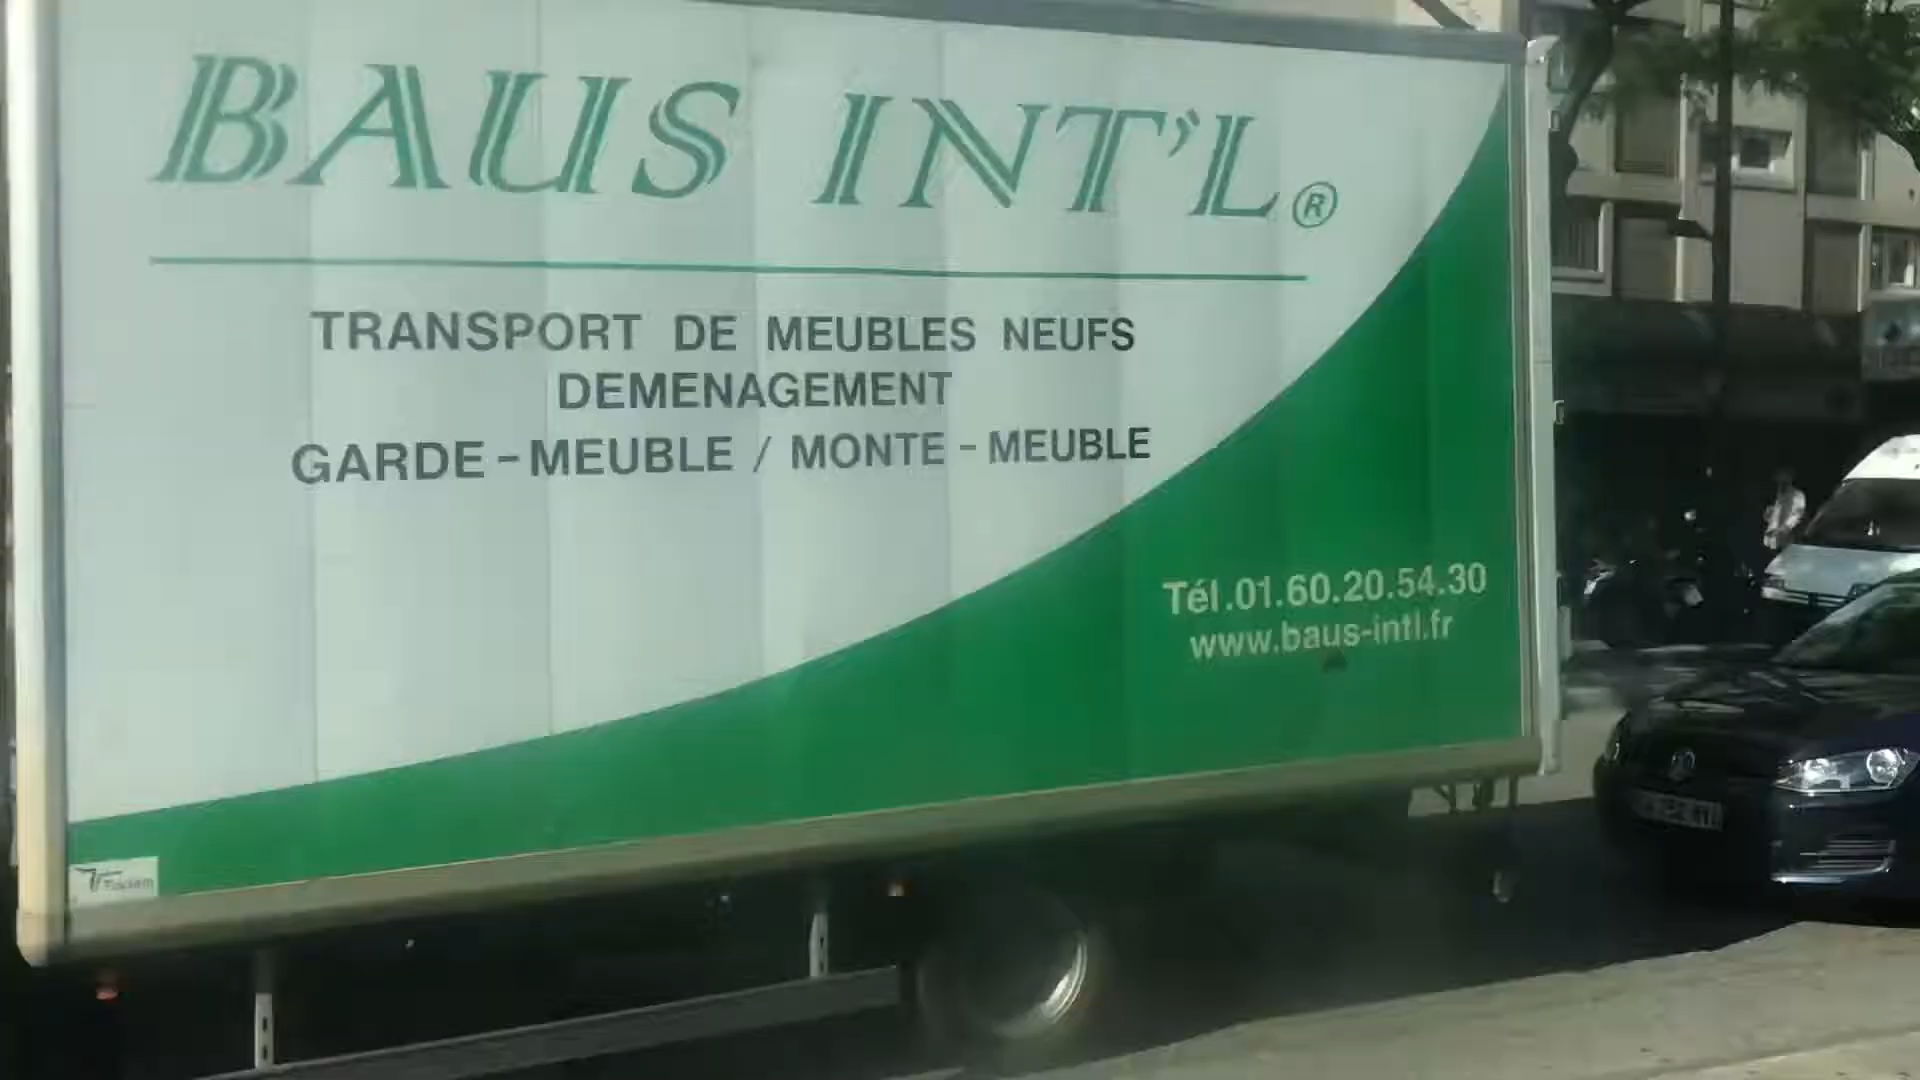 BAUS INT'L ®
TRANSPORT DE MEUBLES NEUFS
DEMENAGEMENT
GARDE-MEUBLE / MONTE-MEUBLE
Tél.01.60.20.54.30
www.baus-intl.fr